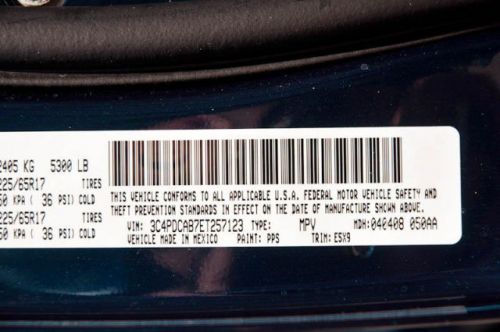 2405 KG 5300 LB
225/65R17 TIRES
50 KPA ( 36 PSI) COLD
225/65R17 TIRES
50 KPA ( 36 PSI) COLD
THIS VEHICLE CONFORMS TO ALL APPLICABLE U.S.A. FEDERAL MOTOR VEHICLE SAFETY AND
THEFT PREVENTION STANDARDS IN EFFECT ON THE DATE OF MANUFACTURE SHOWN ABOVE.
VIN: 3C4PDCAB7ET257123 TYPE: MPV MDH: 042408 050AA
VEHICLE MADE IN MEXICO PAINT: PPS TRIM: E5X9